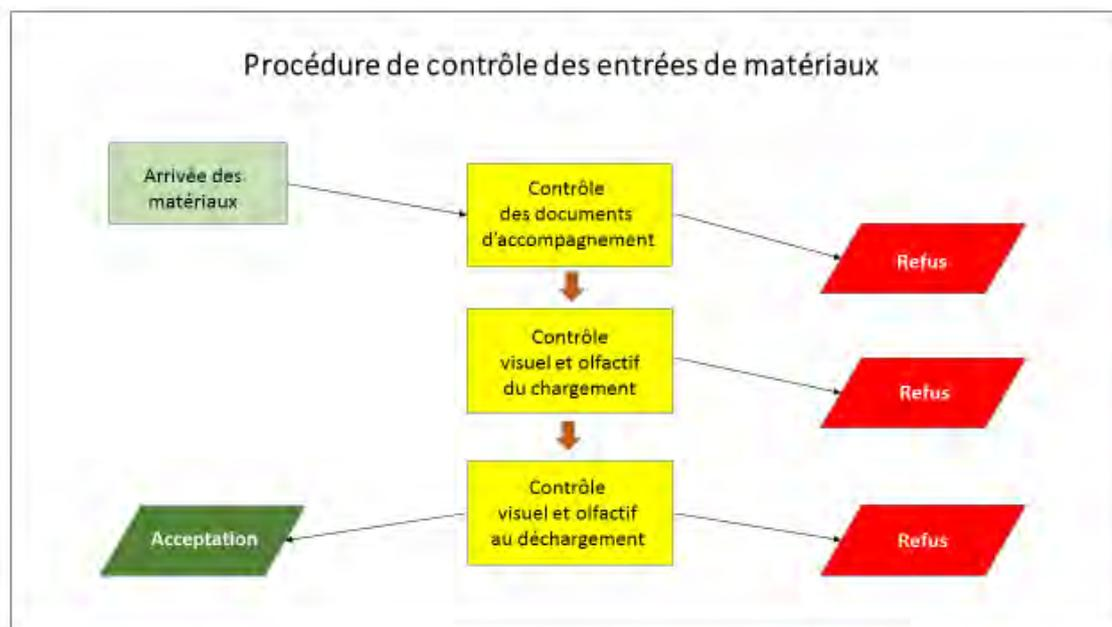 Procédure de contrôle des entrées de matériaux
Arrivée des
matériaux
Contrôle
des documents
d'accompagnement
Refus
Contrôle
visuel et olfactif
du chargement
Refus
Contrôle
visuel et olfactif
au déchargement
Acceptation
Refus